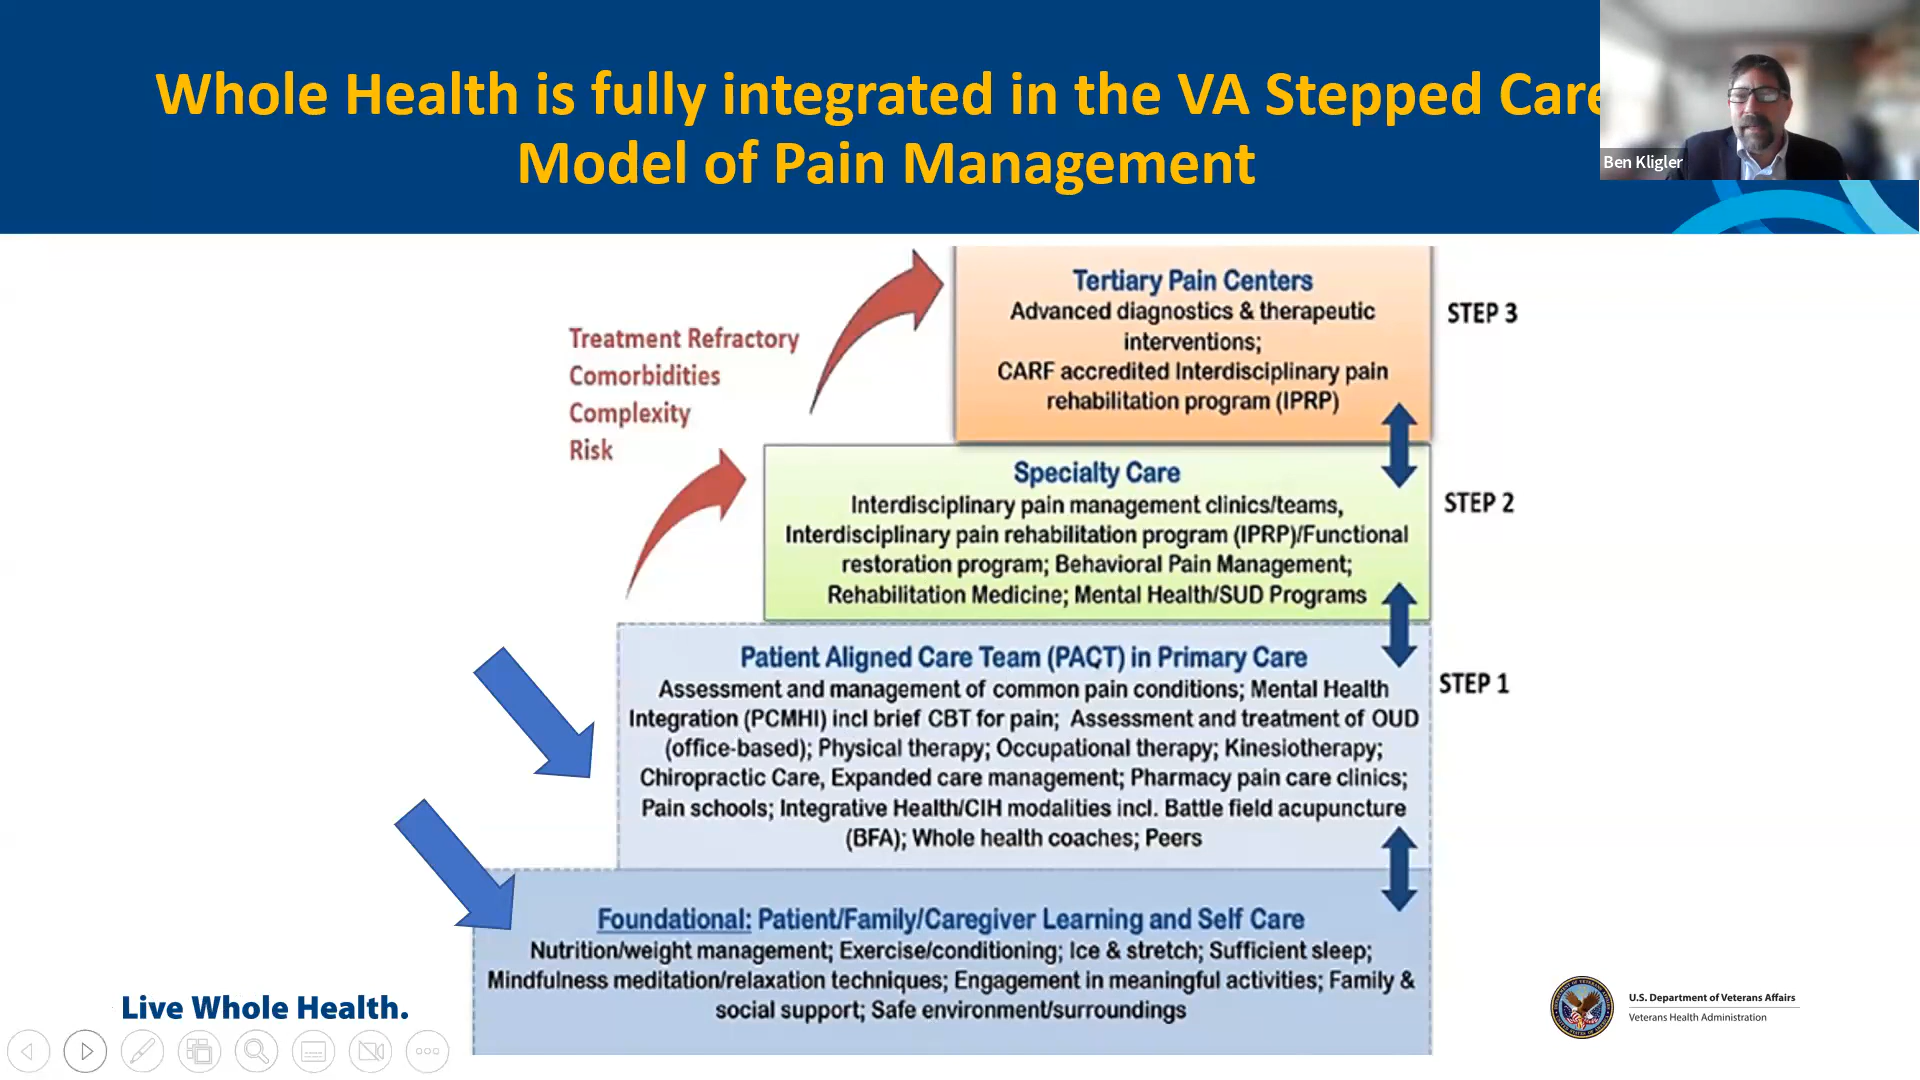 Whole Health is fully integrated in the VA Stepped Care
Model of Pain Management
Ben Kligler
Tertiary Pain Centers
Advanced diagnostics & therapeutic
interventions;
CARF accredited Interdisciplinary pain
rehabilitation program (IPRP)
STEP 3
Treatment Refractory
Comorbidities
Complexity
Risk
Specialty Care
Interdisciplinary pain management clinics/teams,
Interdisciplinary pain rehabilitation program (IPRP)/Functional
restoration program; Behavioral Pain Management;
Rehabilitation Medicine; Mental Health/SUD Programs
STEP 2
Patient Aligned Care Team (PACT) in Primary Care
Assessment and management of common pain conditions; Mental Health
Integration (PCMHI) incl brief CBT for pain; Assessment and treatment of OUD
(office-based); Physical therapy; Occupational therapy; Kinesiotherapy;
Chiropractic Care, Expanded care management; Pharmacy pain care clinics;
Pain schools; Integrative Health/CIH modalities incl. Battle field acupuncture
(BFA); Whole health coaches; Peers
STEP 1
Foundational: Patient/Family/Caregiver Learning and Self Care
Nutrition/weight management; Exercise/conditioning; Ice & stretch; Sufficient sleep;
Mindfulness meditation/relaxation techniques; Engagement in meaningful activities; Family &
social support; Safe environment/surroundings
Live Whole Health.
U.S. Department of Veterans Affairs
Veterans Health Administration